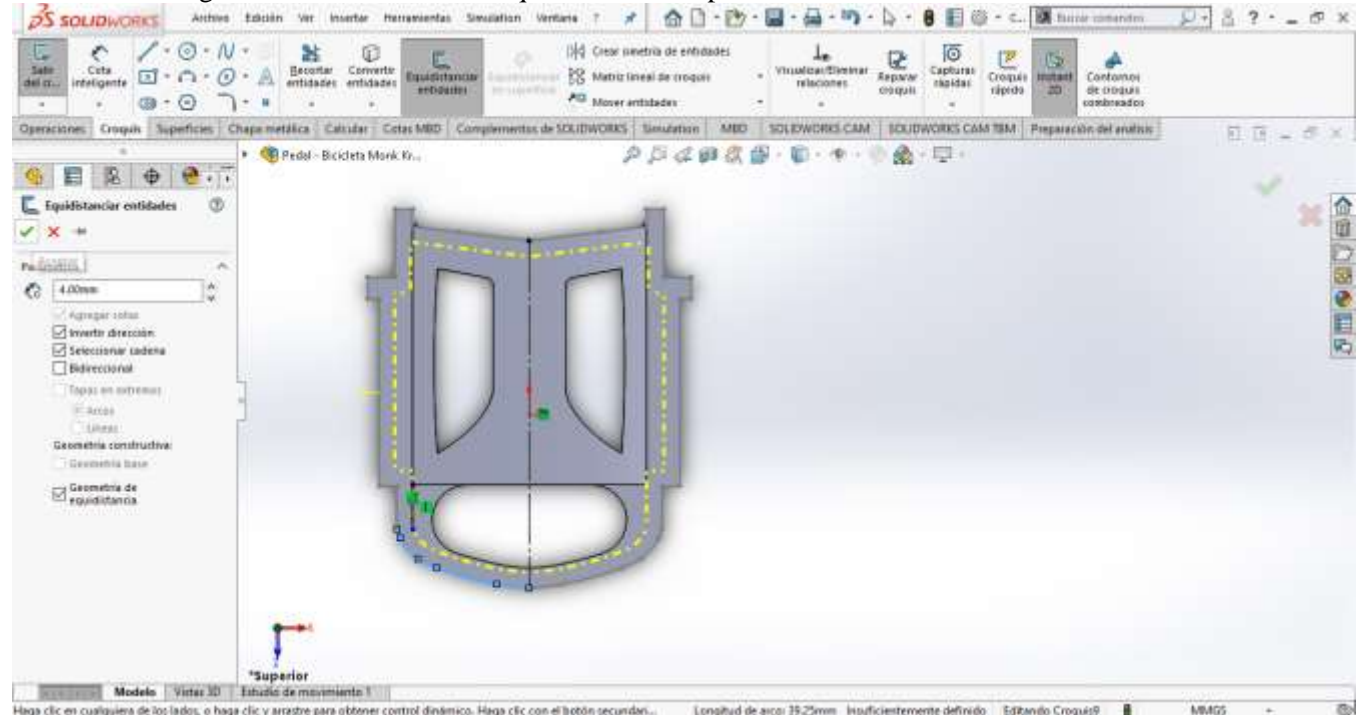 SOLIDWORKS Archivo Edición Ver Insertar Herramientas Simulation Ventana ?
Cota inteligente
Recortar entidades
Convertir entidades
Equidistanciar entidades
Crear simetría de entidades
Matriz lineal de croquis
Mover entidades
Visualizar/Eliminar relaciones
Reparar croquis
Capturas rápidas
Croquis rápido
Instant 2D
Contornos de croquis sombreados
Operaciones Croquis Superficies Chapa metálica Calcular Cotas MBD Complementos de SOLIDWORKS Simulation MBD SOLIDWORKS CAM SOLIDWORKS CAM TBM Preparación del análisis
Pedal - Bicicleta Monk Kr...
Equidistanciar entidades
4.00mm
Agregar cotas
Invertir dirección
Seleccionar cadena
Bidireccional
Tapas en extremos
Arcos
Líneas
Geometría constructiva:
Geometría base
Geometría de equidistancia
X
*Superior
Modelo Vistas 3D Estudio de movimiento 1
Haga clic en cualquiera de los lados, o haga clic y arrastre para obtener control dinámico. Haga clic con el botón secundari... Longitud de arco: 39.25mm Insuficientemente definido Editando Croquis9 MMGS